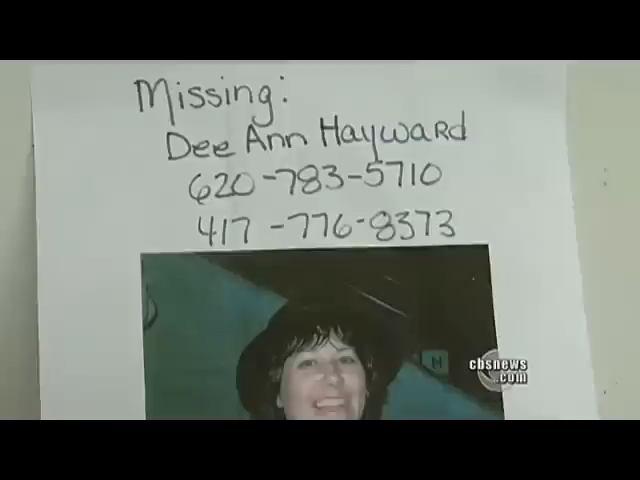 Missing:
Dee Ann Hayward
620-783-5710
417-776-8373
H
cbsnews
.com